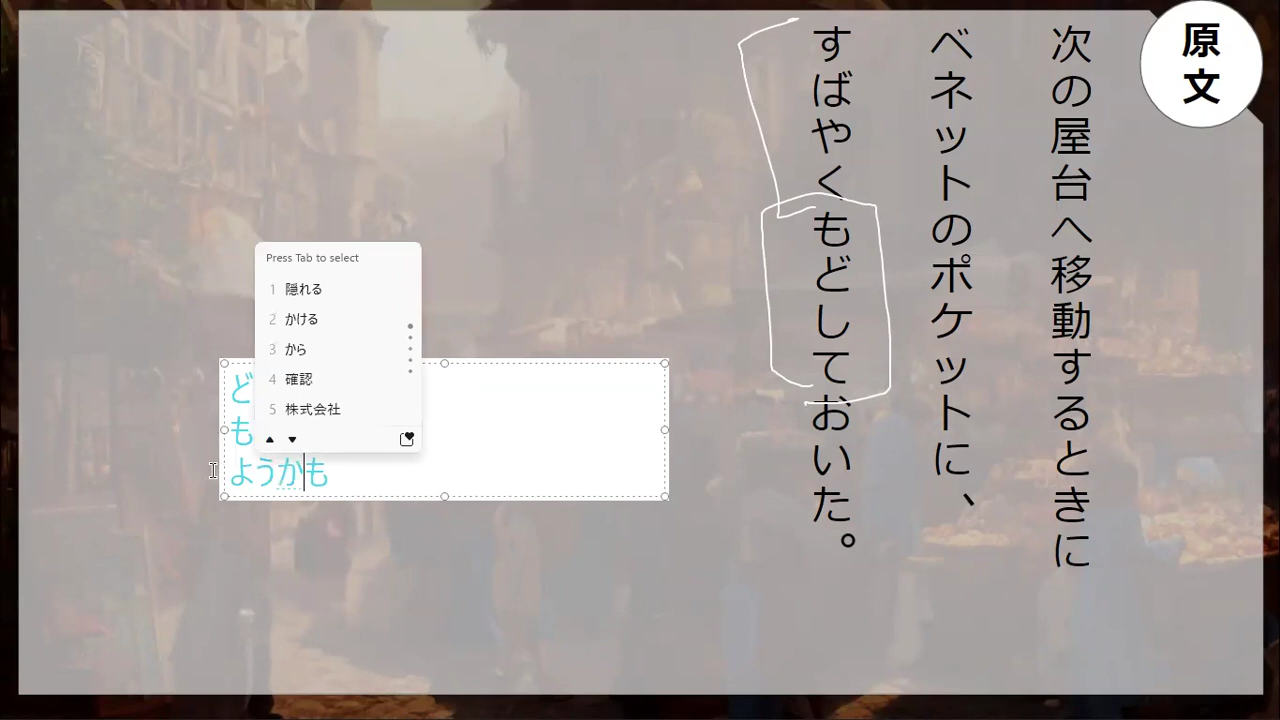 原文
次の屋台へ移動するときに
ベネットのポケットに、
すばやくもどしておいた。
Press Tab to select
1 隠れる
2 かける
3 から
4 確認
5 株式会社
ど
も
ようかも